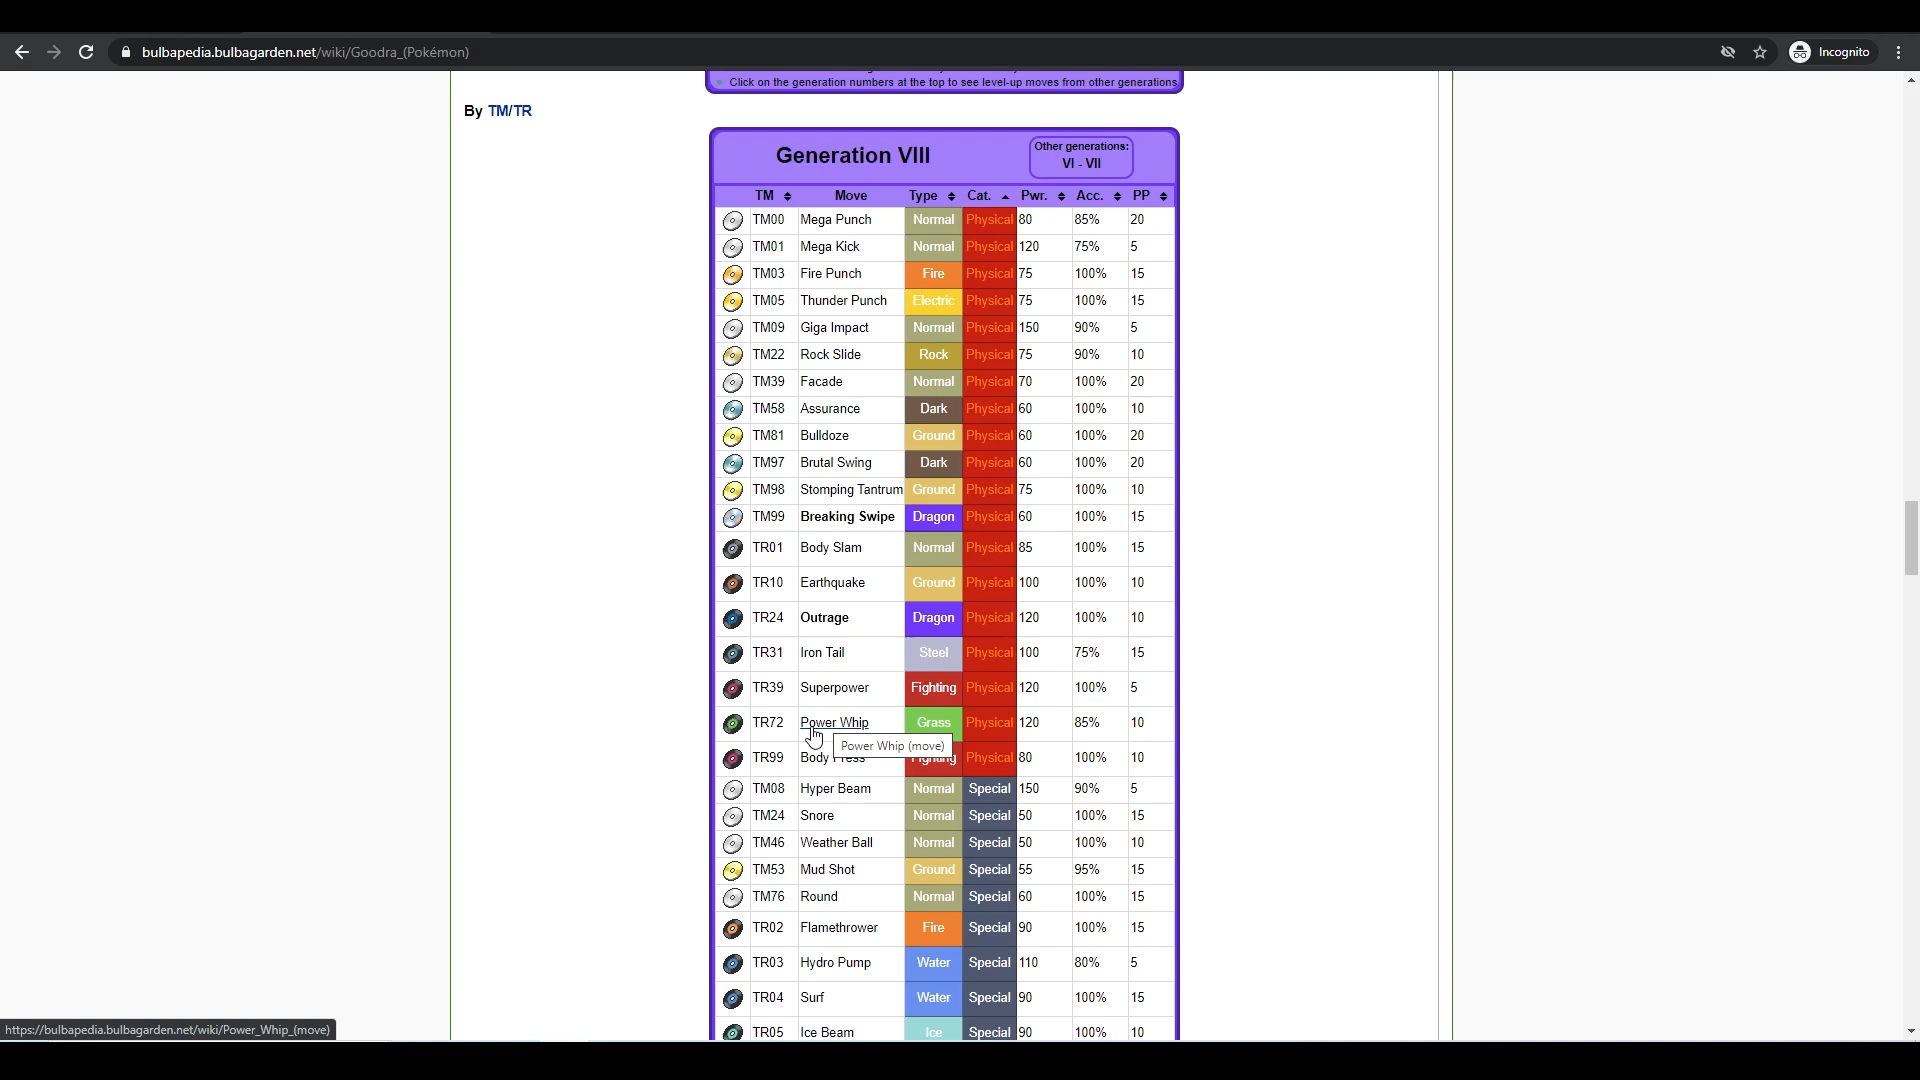 bulbapedia.bulbagarden.net/wiki/Goodra_(Pokémon)
Incognito
Click on the generation numbers at the top to see level-up moves from other generations
By TM/TR
Generation VIII
Other generations:
VI - VII
TM Move Type Cat. Pwr. Acc. PP
TM00 Mega Punch Normal Physical 80 85% 20
TM01 Mega Kick Normal Physical 120 75% 5
TM03 Fire Punch Fire Physical 75 100% 15
TM05 Thunder Punch Electric Physical 75 100% 15
TM09 Giga Impact Normal Physical 150 90% 5
TM22 Rock Slide Rock Physical 75 90% 10
TM39 Facade Normal Physical 70 100% 20
TM58 Assurance Dark Physical 60 100% 10
TM81 Bulldoze Ground Physical 60 100% 20
TM97 Brutal Swing Dark Physical 60 100% 20
TM98 Stomping Tantrum Ground Physical 75 100% 10
TM99 Breaking Swipe Dragon Physical 60 100% 15
TR01 Body Slam Normal Physical 85 100% 15
TR10 Earthquake Ground Physical 100 100% 10
TR24 Outrage Dragon Physical 120 100% 10
TR31 Iron Tail Steel Physical 100 75% 15
TR39 Superpower Fighting Physical 120 100% 5
TR72 Power Whip Grass Physical 120 85% 10
Power Whip (move)
TR99 Body Press Fighting Physical 80 100% 10
TM08 Hyper Beam Normal Special 150 90% 5
TM24 Snore Normal Special 50 100% 15
TM46 Weather Ball Normal Special 50 100% 10
TM53 Mud Shot Ground Special 55 95% 15
TM76 Round Normal Special 60 100% 15
TR02 Flamethrower Fire Special 90 100% 15
TR03 Hydro Pump Water Special 110 80% 5
TR04 Surf Water Special 90 100% 15
TR05 Ice Beam Ice Special 90 100% 10
https://bulbapedia.bulbagarden.net/wiki/Power_Whip_(move)